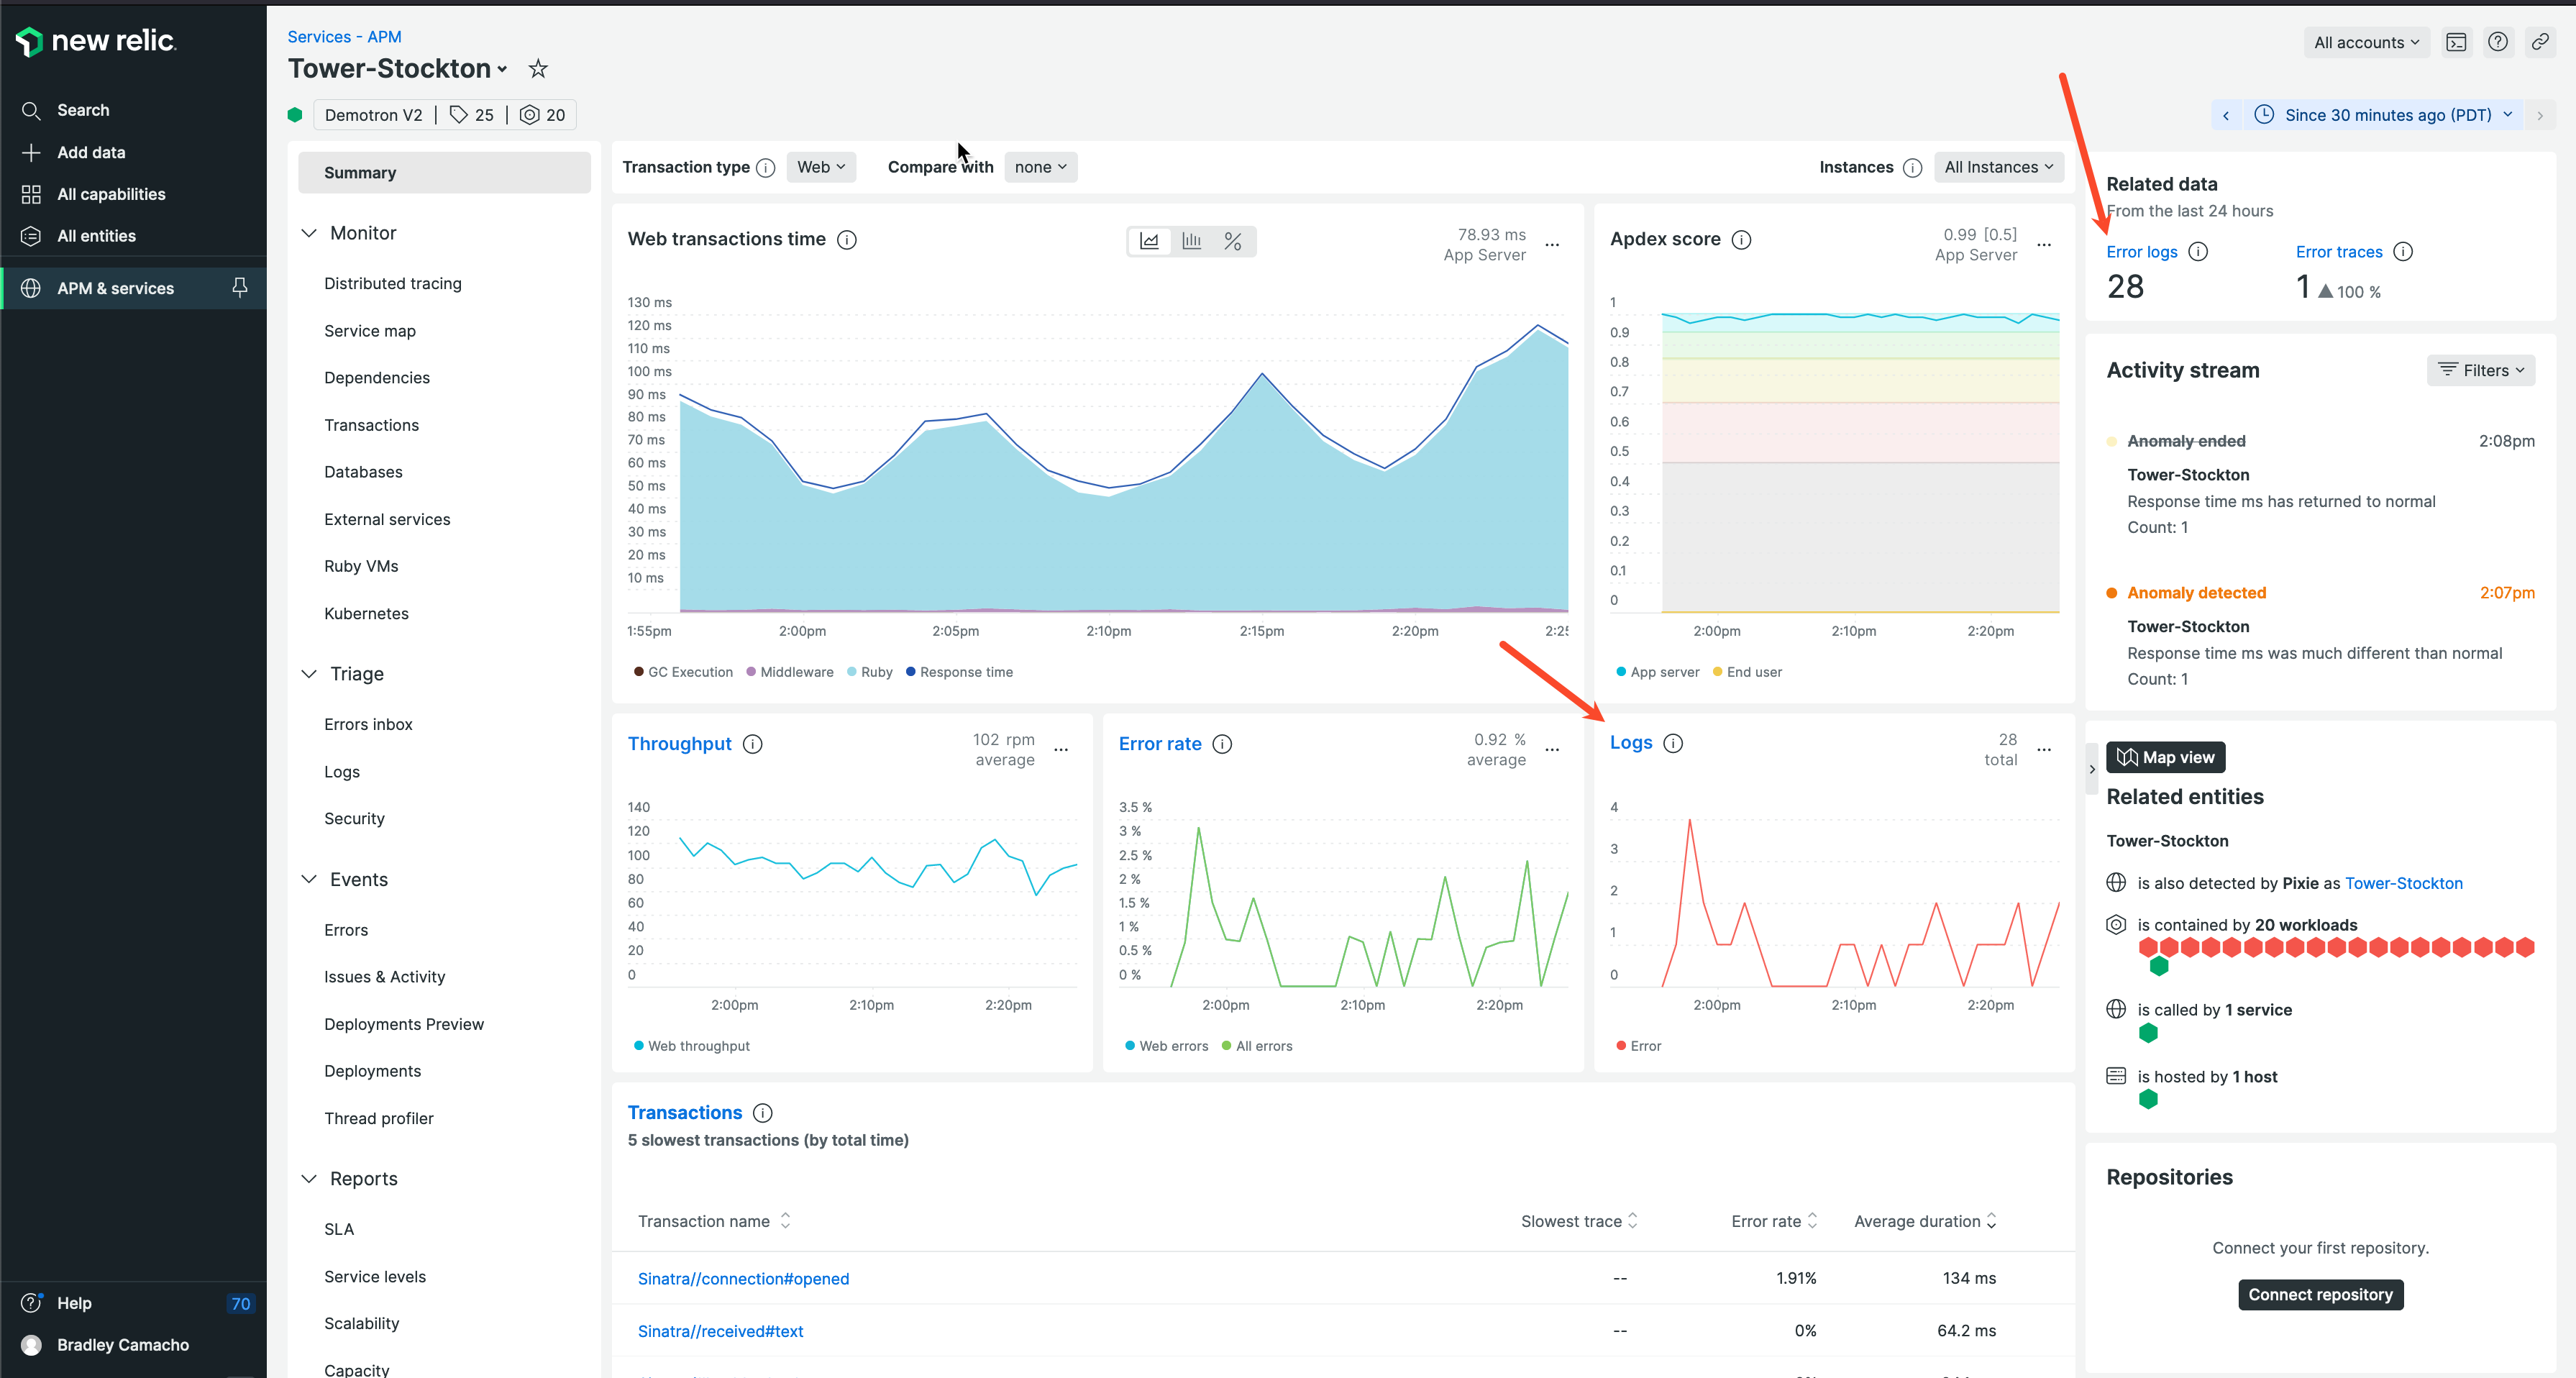 new relic.
Search
Add data
All capabilities
All entities
APM & services
Help 70
Bradley Camacho
Services - APM
Tower-Stockton
Demotron V2 | 25 | 20
All accounts
Since 30 minutes ago (PDT)
Summary
Monitor
Distributed tracing
Service map
Dependencies
Transactions
Databases
External services
Ruby VMs
Kubernetes
Triage
Errors inbox
Logs
Security
Events
Errors
Issues & Activity
Deployments Preview
Deployments
Thread profiler
Reports
SLA
Service levels
Scalability
Capacity
Transaction type Web Compare with none Instances All Instances
Web transactions time
78.93 ms
App Server
130 ms
120 ms
110 ms
100 ms
90 ms
80 ms
70 ms
60 ms
50 ms
40 ms
30 ms
20 ms
10 ms
1:55pm 2:00pm 2:05pm 2:10pm 2:15pm 2:20pm
GC Execution Middleware Ruby Response time
Apdex score
0.99 [0.5]
App Server
1
0.9
0.8
0.7
0.6
0.5
0.4
0.3
0.2
0.1
0
2:00pm 2:10pm 2:20pm
App server End user
Throughput
102 rpm
average
140
120
100
80
60
40
20
0
2:00pm 2:10pm 2:20pm
Web throughput
Error rate
0.92 %
average
3.5 %
3 %
2.5 %
2 %
1.5 %
1 %
0.5 %
0 %
2:00pm 2:10pm 2:20pm
Web errors All errors
Logs
28
total
4
3
2
1
0
2:00pm 2:10pm 2:20pm
Error
Transactions
5 slowest transactions (by total time)
Transaction name Slowest trace Error rate Average duration
Sinatra//connection#opened -- 1.91% 134 ms
Sinatra//received#text -- 0% 64.2 ms
Related data
From the last 24 hours
Error logs Error traces
28 1 100 %
Activity stream Filters
Anomaly ended 2:08pm
Tower-Stockton
Response time ms has returned to normal
Count: 1
Anomaly detected 2:07pm
Tower-Stockton
Response time ms was much different than normal
Count: 1
Map view
Related entities
Tower-Stockton
is also detected by Pixie as Tower-Stockton
is contained by 20 workloads
is called by 1 service
is hosted by 1 host
Repositories
Connect your first repository.
Connect repository